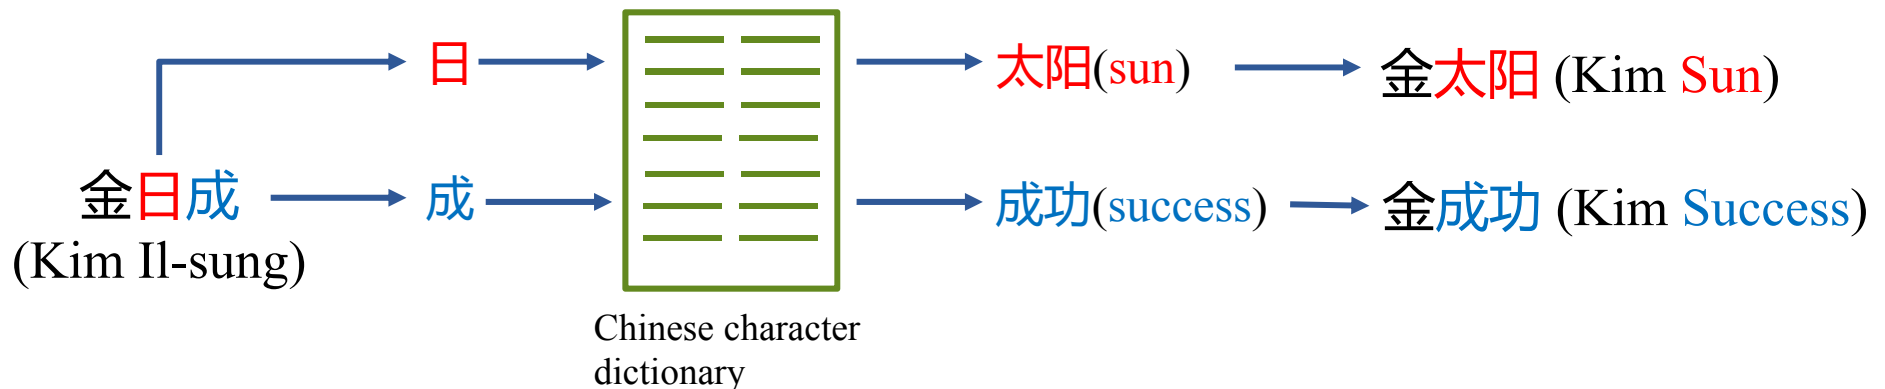 日
太阳(sun)
金太阳 (Kim Sun)
金日成
(Kim Il-sung)
成
成功(success)
金成功 (Kim Success)
Chinese character
dictionary